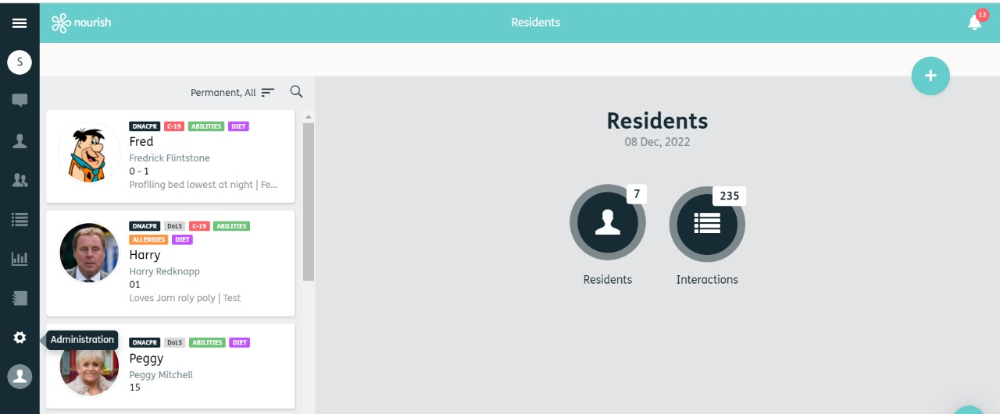 nourish
Residents
13
S
Permanent, All
DNACPR C-19 ABILITIES DIET
Fred
Fredrick Flintstone
0 - 1
Profiling bed lowest at night | Fe...
DNACPR DoLS C-19 ABILITIES
ALLERGIES DIET
Harry
Harry Redknapp
01
Loves Jam roly poly | Test
Administration
DNACPR DoLS ABILITIES DIET
Peggy
Peggy Mitchell
15
Residents
08 Dec, 2022
7
235
Residents
Interactions